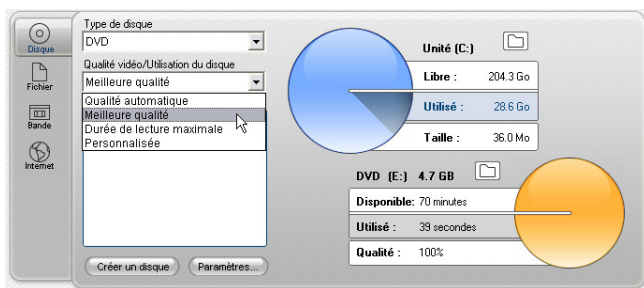 Disque
Fichier
Bande
Internet
Type de disque
DVD
Qualité vidéo/Utilisation du disque
Meilleure qualité
Qualité automatique
Meilleure qualité
Durée de lecture maximale
Personnalisée
Créer un disque
Paramètres...
Unité (C:)
Libre : 204.3 Go
Utilisé : 28.6 Go
Taille : 36.0 Mo
DVD (E:) 4.7 GB
Disponible: 70 minutes
Utilisé : 39 secondes
Qualité : 100%